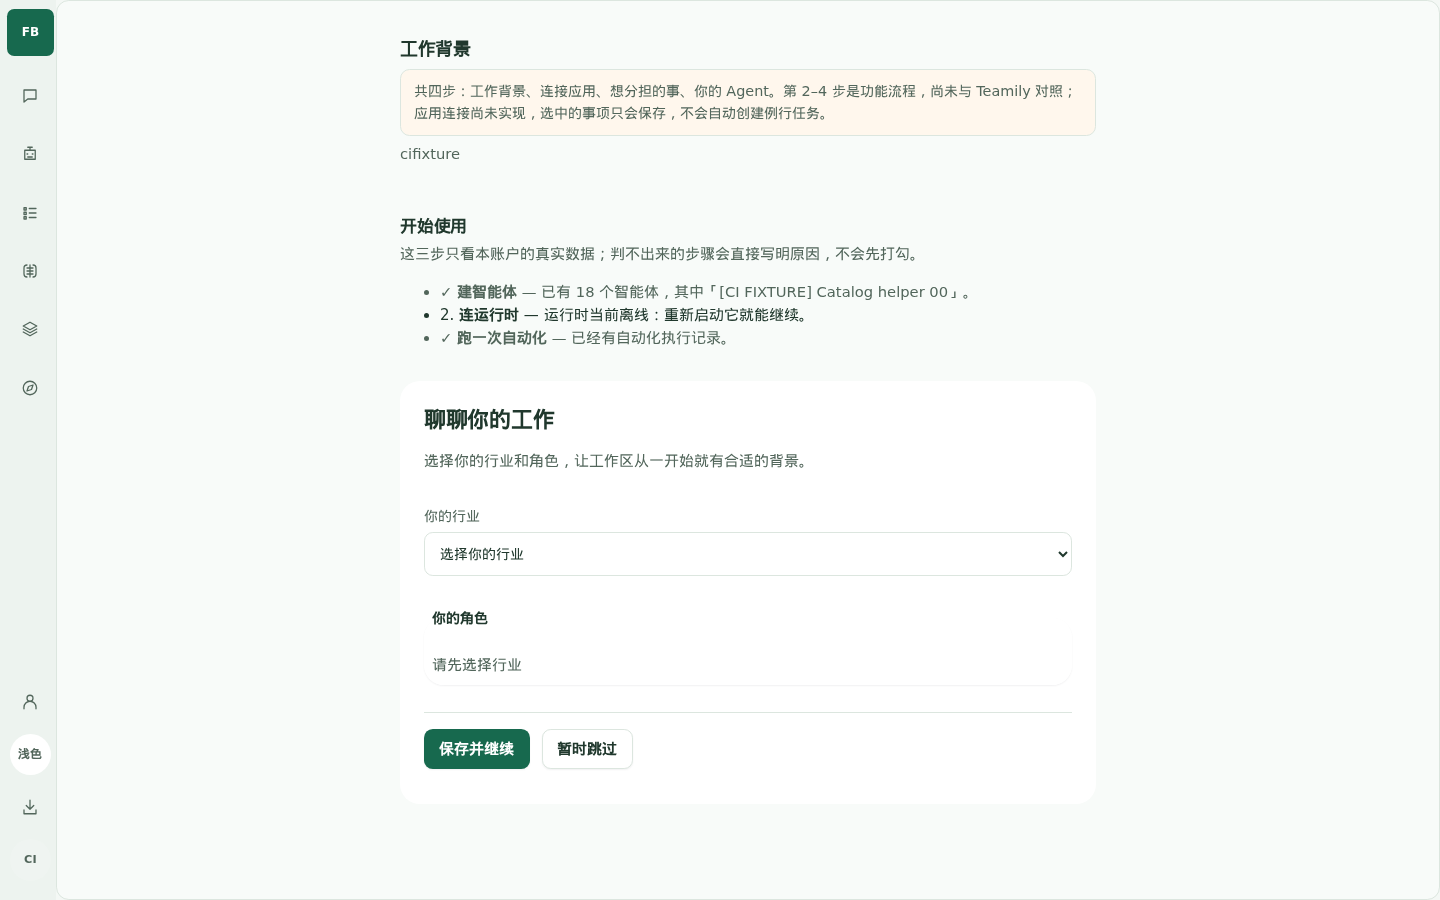 FB
工作背景
共四步：工作背景、连接应用、想分担的事、你的 Agent。第 2–4 步是功能流程，尚未与 Teamily 对照；
应用连接尚未实现，选中的事项只会保存，不会自动创建例行任务。
cifixture
开始使用
这三步只看本账户的真实数据；判不出来的步骤会直接写明原因，不会先打勾。
• ✓ 建智能体 — 已有 18 个智能体，其中「[CI FIXTURE] Catalog helper 00」。
• 2. 连运行时 — 运行时当前离线：重新启动它就能继续。
• ✓ 跑一次自动化 — 已经有自动化执行记录。
聊聊你的工作
选择你的行业和角色，让工作区从一开始就有合适的背景。
你的行业
选择你的行业
你的角色
请先选择行业
保存并继续
暂时跳过
浅色
CI